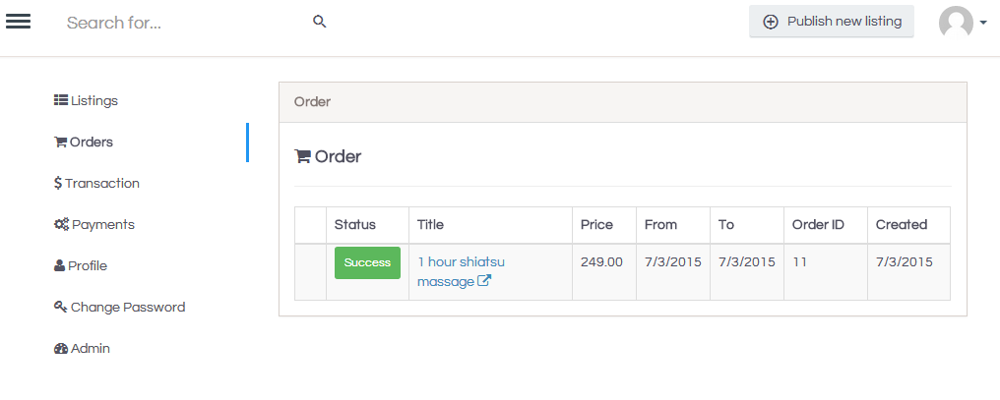 Search for...
Publish new listing
Listings
Orders
Transaction
Payments
Profile
Change Password
Admin
Order
Order
Status Title Price From To Order ID Created
Success 1 hour shiatsu 249.00 7/3/2015 7/3/2015 11 7/3/2015
massage